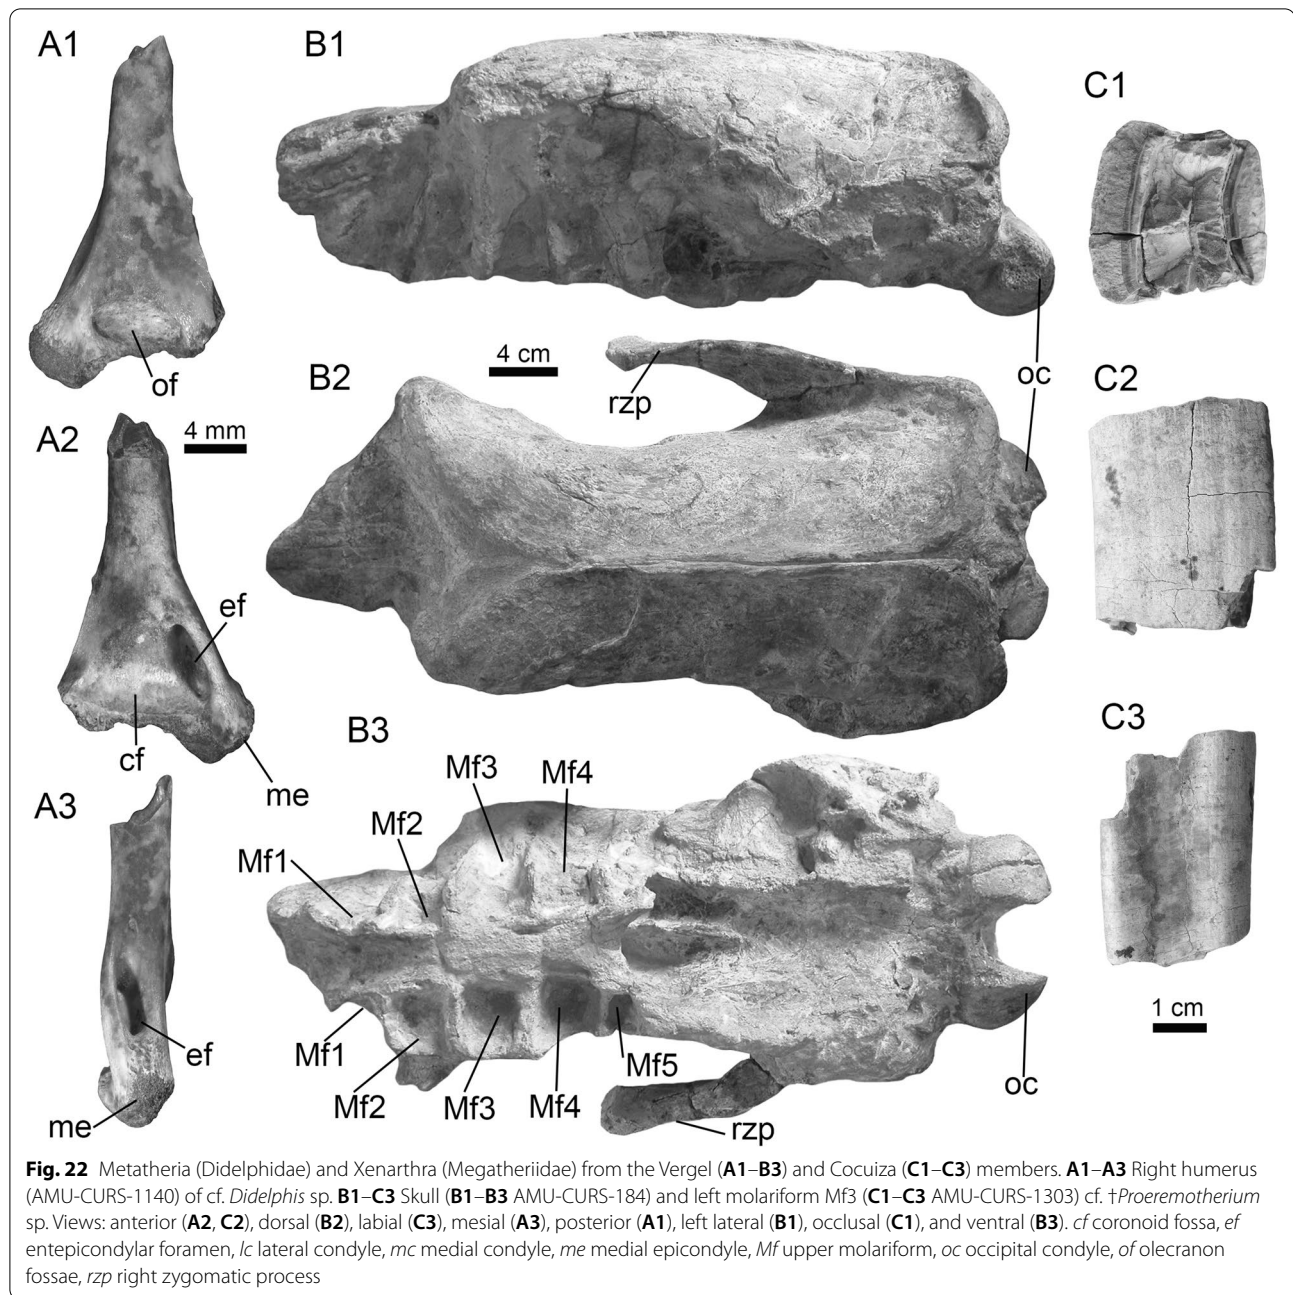 A1
B1
C1
of
4 cm
oc
B2
rzp
C2
A2
4 mm
ef
cf
me
B3
C3
Mf3
Mf4
A3
Mf2
Mf1
ef
me
Mf1
Mf2
Mf3
Mf4
Mf5
rzp
oc
1 cm
Fig. 22 Metatheria (Didelphidae) and Xenarthra (Megatheriidae) from the Vergel (A1–B3) and Cocuiza (C1–C3) members. A1–A3 Right humerus
(AMU-CURS-1140) of cf. Didelphis sp. B1–C3 Skull (B1–B3 AMU-CURS-184) and left molariform Mf3 (C1–C3 AMU-CURS-1303) cf. †Proeremotherium
sp. Views: anterior (A2, C2), dorsal (B2), labial (C3), mesial (A3), posterior (A1), left lateral (B1), occlusal (C1), and ventral (B3). cf coronoid fossa, ef
entepicondylar foramen, lc lateral condyle, mc medial condyle, me medial epicondyle, Mf upper molariform, oc occipital condyle, of olecranon
fossae, rzp right zygomatic process